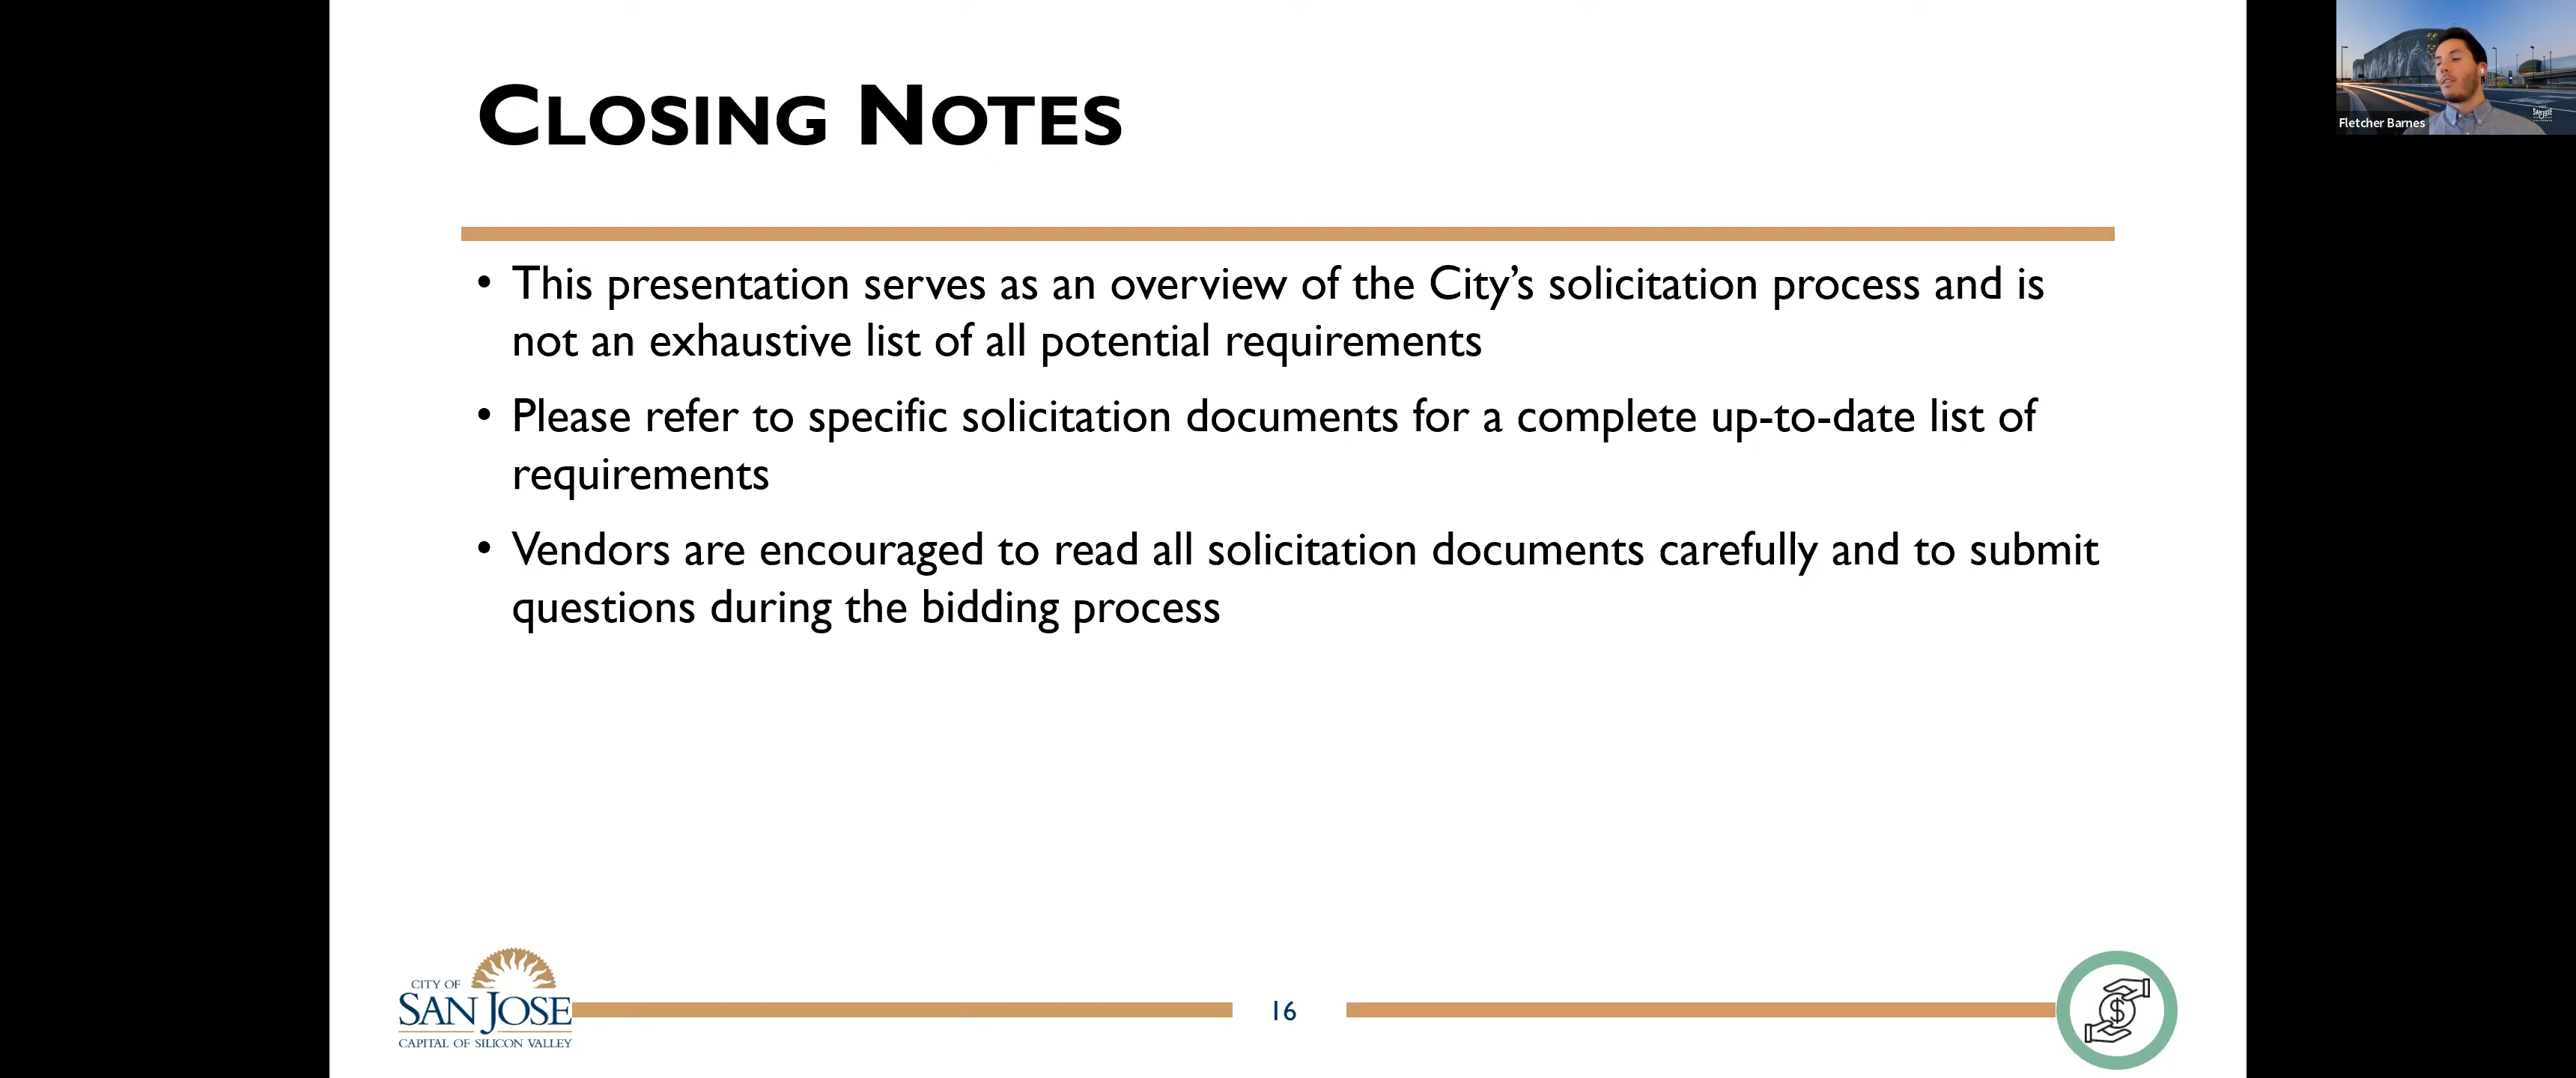 CLOSING NOTES
• This presentation serves as an overview of the City’s solicitation process and is
not an exhaustive list of all potential requirements
• Please refer to specific solicitation documents for a complete up-to-date list of
requirements
• Vendors are encouraged to read all solicitation documents carefully and to submit
questions during the bidding process
CITY OF
SAN JOSE
CAPITAL OF SILICON VALLEY
16
$
Fletcher Barnes
SAN JOSE